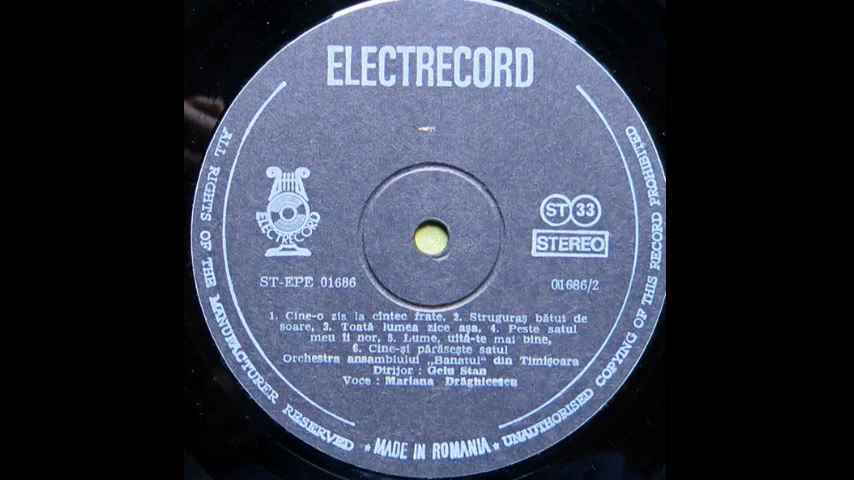 ELECTRECORD
ELECTRECORD
ST 33
STEREO
ST-EPE 01686
01686/2
1. Cine-o zis la cîntec frate, 2. Struguraș bătut de
soare, 3. Toată lumea zice așa, 4. Peste satul
meu îi nor, 5. Lume, uită-te mai bine,
6. Cine-și părăsește satul
Orchestra ansamblului „Banatul" din Timișoara
Dirijor : Gelu Stan
Voce : Mariana Drăghicescu
ALL RIGHTS OF THE MANUFACTURER RESERVED ★ MADE IN ROMANIA ★ UNAUTHORISED COPYING OF THIS RECORD PROHIBITED